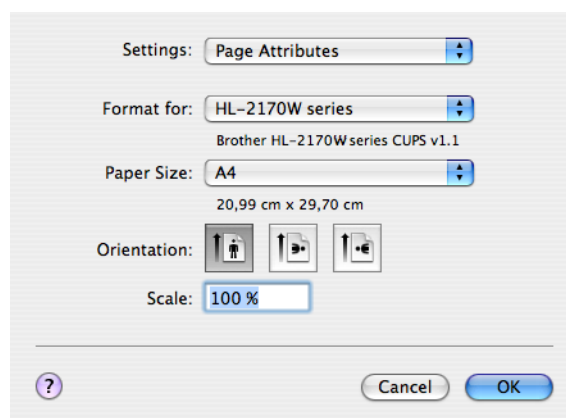 Settings: Page Attributes
Format for: HL-2170W series
Brother HL-2170W series CUPS v1.1
Paper Size: A4
20,99 cm x 29,70 cm
Orientation:
Scale: 100 %
? Cancel OK